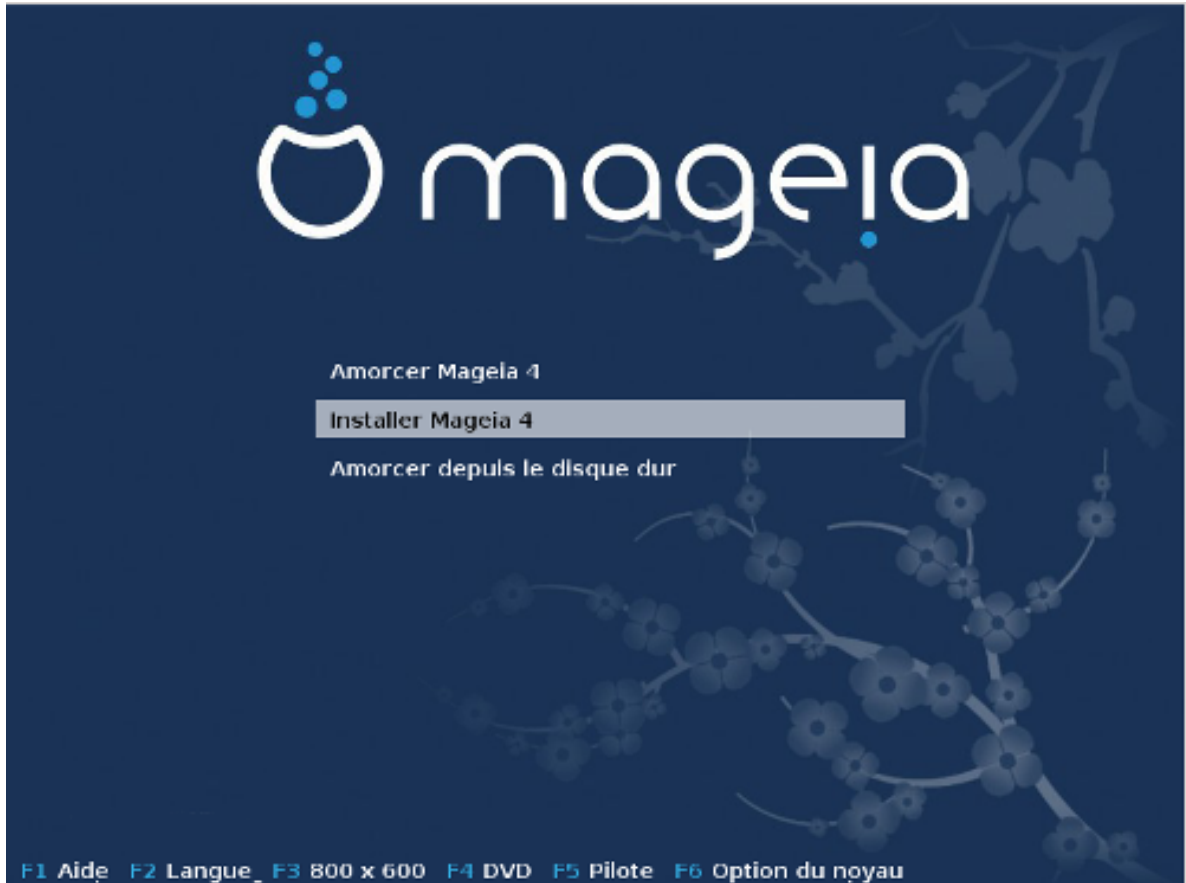 mageia
Amorcer Mageia 4
Installer Mageia 4
Amorcer depuis le disque dur
F1 Aide F2 Langue F3 800 x 600 F4 DVD F5 Pilote F6 Option du noyau